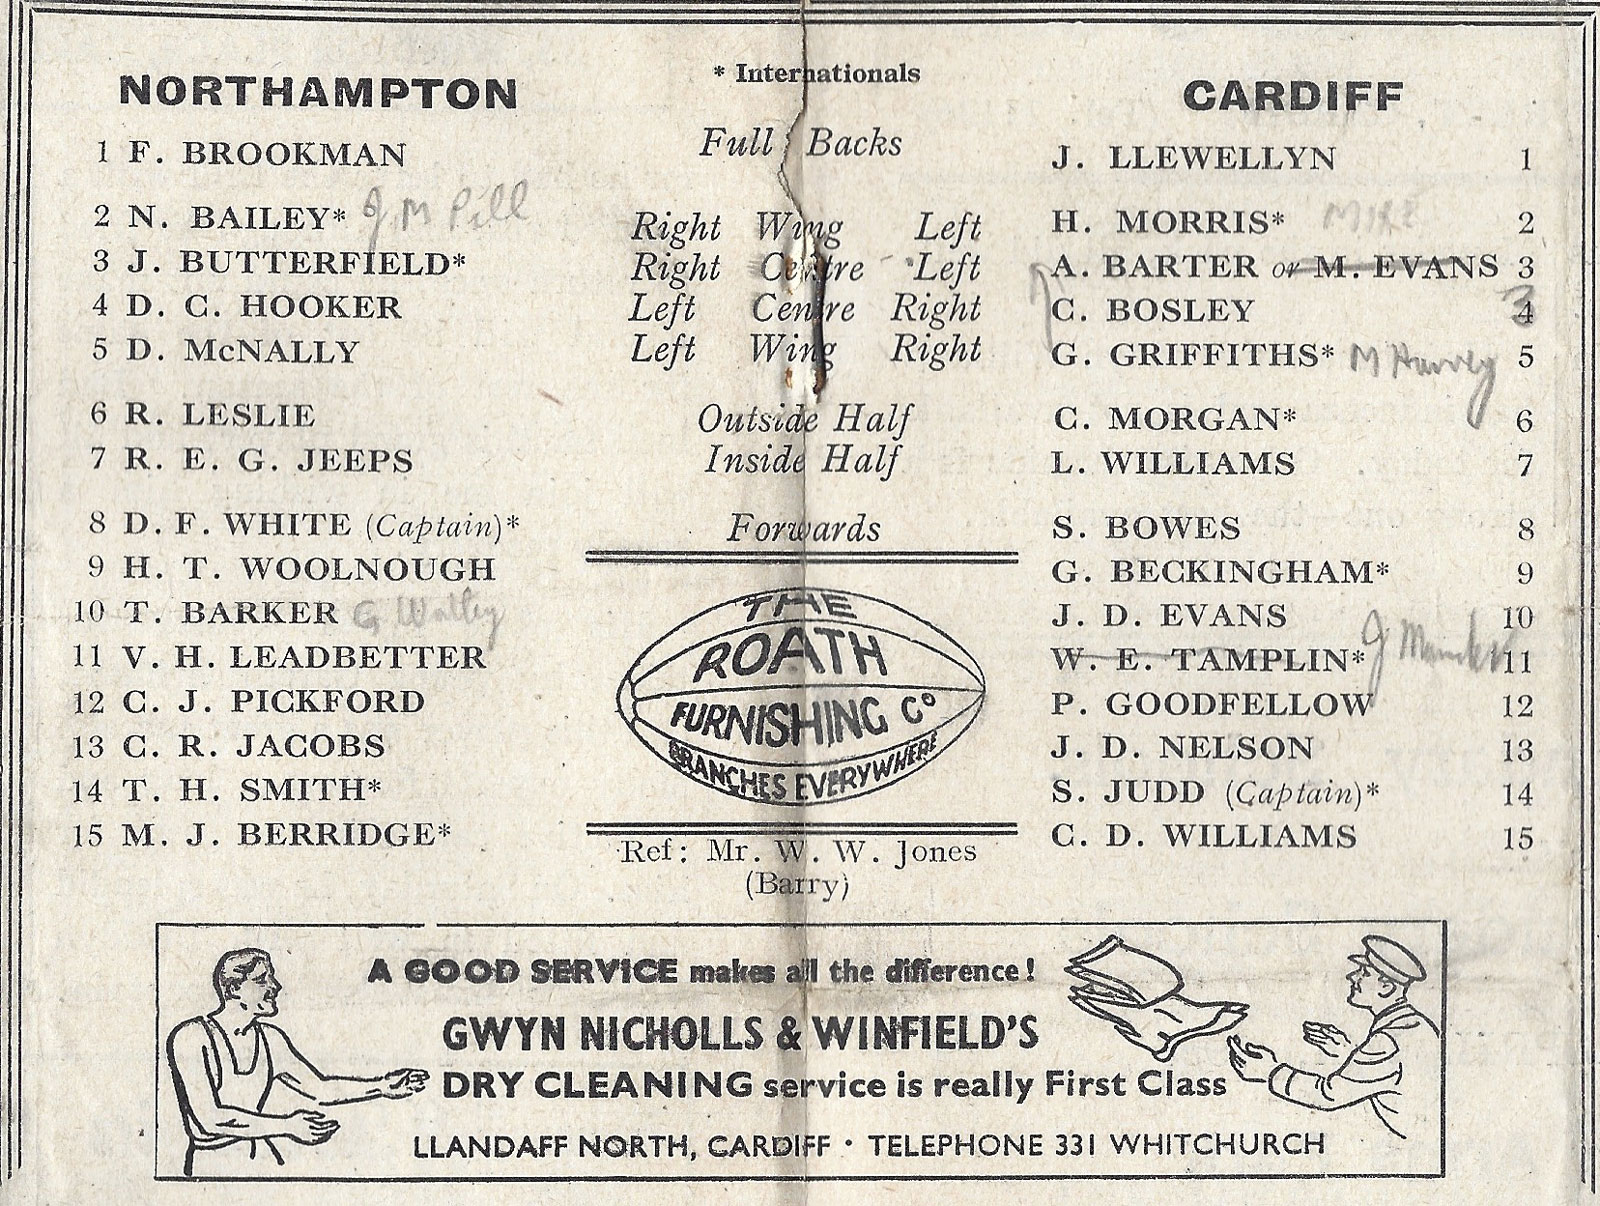 * Internationals
NORTHAMPTON
CARDIFF
Full Backs
1 F. BROOKMAN
J. LLEWELLYN 1
2 N. BAILEY* J M Pill
Right Wing Left
H. MORRIS* MIKE 2
3 J. BUTTERFIELD*
Right Centre Left
A. BARTER or M. EVANS 3
4 D. C. HOOKER
Left Centre Right
C. BOSLEY 4 3
5 D. McNALLY
Left Wing Right
G. GRIFFITHS* M Harvey 5
6 R. LESLIE
Outside Half
C. MORGAN* 6
7 R. E. G. JEEPS
Inside Half
L. WILLIAMS 7
8 D. F. WHITE (Captain)*
Forwards
S. BOWES 8
9 H. T. WOOLNOUGH
G. BECKINGHAM* 9
10 T. BARKER G
J. D. EVANS 10
11 V. H. LEADBETTER
W. E. TAMPLIN* J 11
12 C. J. PICKFORD
P. GOODFELLOW 12
13 C. R. JACOBS
J. D. NELSON 13
14 T. H. SMITH*
S. JUDD (Captain)* 14
15 M. J. BERRIDGE*
C. D. WILLIAMS 15
THE
ROATH
FURNISHING Co
BRANCHES EVERYWHERE
Ref: Mr. W. W. Jones
(Barry)
A GOOD SERVICE makes all the difference!
GWYN NICHOLLS & WINFIELD'S
DRY CLEANING service is really First Class
LLANDAFF NORTH, CARDIFF · TELEPHONE 331 WHITCHURCH